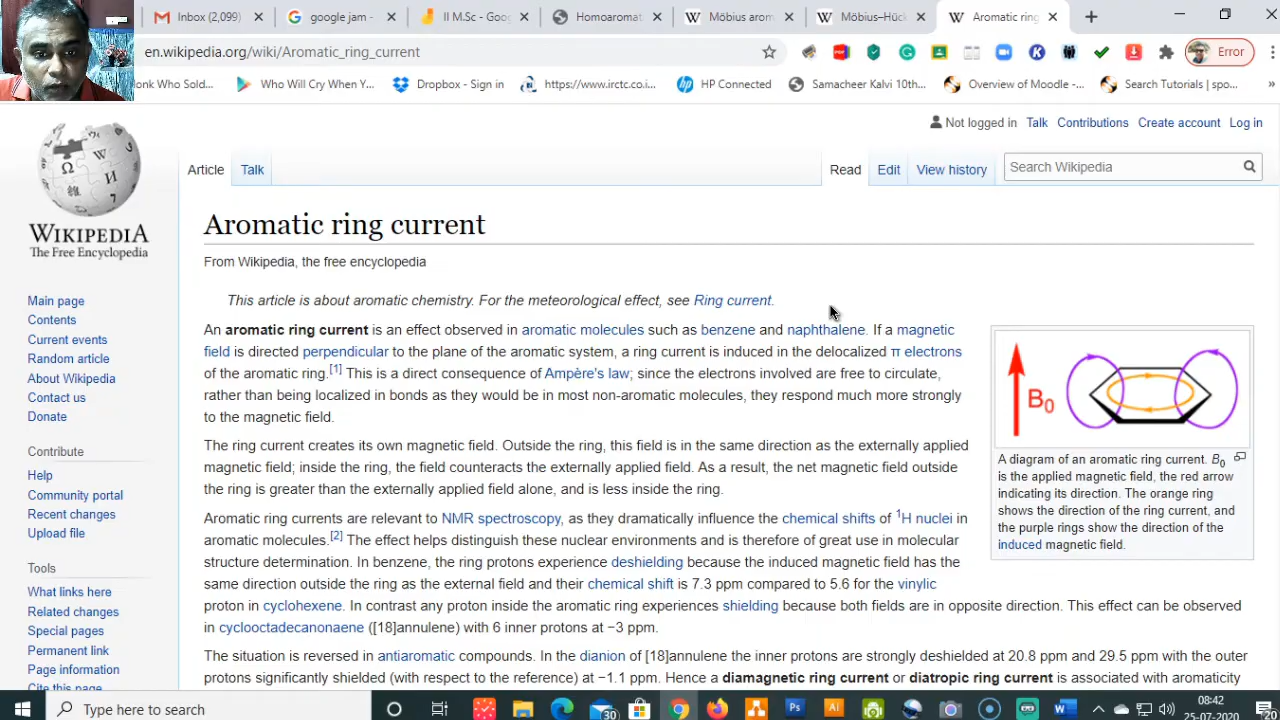 Inbox (2,099)
google jam -
II M.Sc - Goo
Homoaromat
Möbius arom
Möbius–Hück
Aromatic ring
en.wikipedia.org/wiki/Aromatic_ring_current
Error
onk Who Sold...
Who Will Cry When Y...
Dropbox - Sign in
https://www.irctc.co.i...
HP Connected
Samacheer Kalvi 10th...
Overview of Moodle -...
Search Tutorials | spo...
»
Not logged in Talk Contributions Create account Log in
Article Talk
Read Edit View history
Search Wikipedia
WIKIPEDIA
The Free Encyclopedia
Main page
Contents
Current events
Random article
About Wikipedia
Contact us
Donate
Contribute
Help
Community portal
Recent changes
Upload file
Tools
What links here
Related changes
Special pages
Permanent link
Page information
Cite this page
Aromatic ring current
From Wikipedia, the free encyclopedia
This article is about aromatic chemistry. For the meteorological effect, see Ring current.
An aromatic ring current is an effect observed in aromatic molecules such as benzene and naphthalene. If a magnetic
field is directed perpendicular to the plane of the aromatic system, a ring current is induced in the delocalized π electrons
of the aromatic ring.[1] This is a direct consequence of Ampère's law; since the electrons involved are free to circulate,
rather than being localized in bonds as they would be in most non-aromatic molecules, they respond much more strongly
to the magnetic field.
The ring current creates its own magnetic field. Outside the ring, this field is in the same direction as the externally applied
magnetic field; inside the ring, the field counteracts the externally applied field. As a result, the net magnetic field outside
the ring is greater than the externally applied field alone, and is less inside the ring.
Aromatic ring currents are relevant to NMR spectroscopy, as they dramatically influence the chemical shifts of 1H nuclei in
aromatic molecules.[2] The effect helps distinguish these nuclear environments and is therefore of great use in molecular
structure determination. In benzene, the ring protons experience deshielding because the induced magnetic field has the
same direction outside the ring as the external field and their chemical shift is 7.3 ppm compared to 5.6 for the vinylic
proton in cyclohexene. In contrast any proton inside the aromatic ring experiences shielding because both fields are in opposite direction. This effect can be observed
in cyclooctadecanonaene ([18]annulene) with 6 inner protons at −3 ppm.
The situation is reversed in antiaromatic compounds. In the dianion of [18]annulene the inner protons are strongly deshielded at 20.8 ppm and 29.5 ppm with the outer
protons significantly shielded (with respect to the reference) at −1.1 ppm. Hence a diamagnetic ring current or diatropic ring current is associated with aromaticity
B0
A diagram of an aromatic ring current. B0
is the applied magnetic field, the red arrow
indicating its direction. The orange ring
shows the direction of the ring current, and
the purple rings show the direction of the
induced magnetic field.
Type here to search
30
Ps
Ai
W
08:42
25-07-2020
20